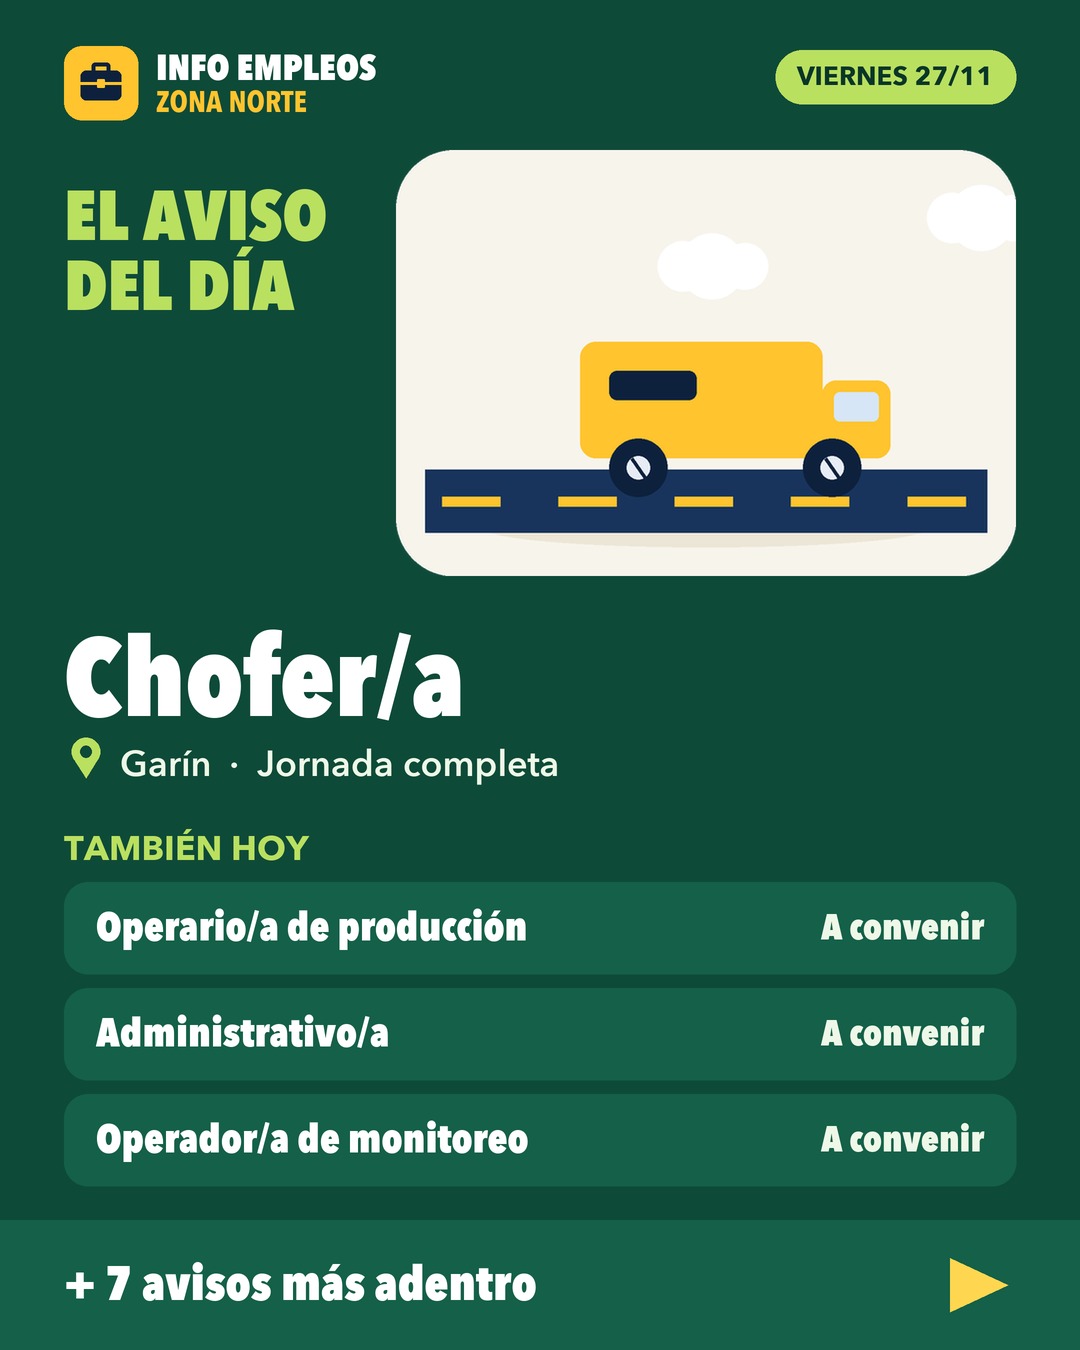 INFO EMPLEOS
ZONA NORTE
VIERNES 27/11
EL AVISO
DEL DÍA
Chofer/a
Garín · Jornada completa
TAMBIÉN HOY
Operario/a de producción
A convenir
Administrativo/a
A convenir
Operador/a de monitoreo
A convenir
+ 7 avisos más adentro